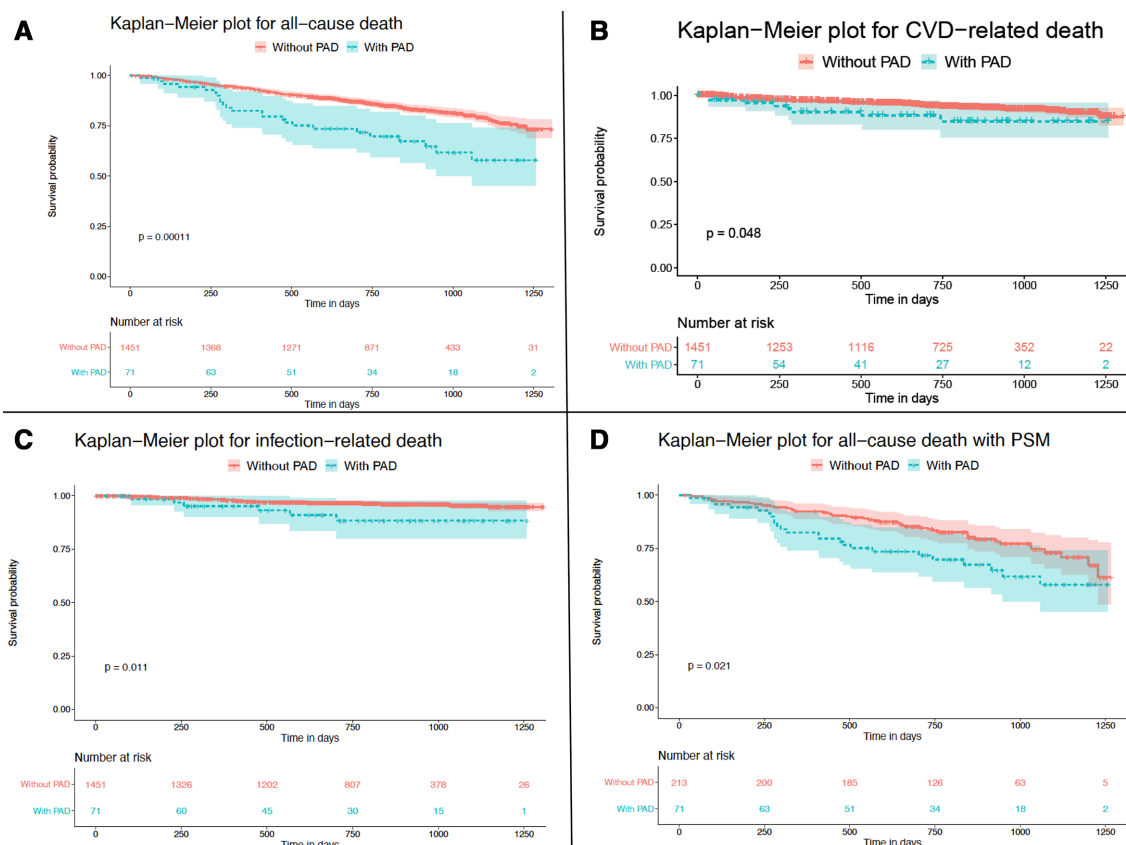 A
Kaplan−Meier plot for all−cause death
Without PAD With PAD
1.00
0.75
0.50
0.25
0.00
Survival probability
p = 0.00011
0 250 500 750 1000 1250
Time in days
Number at risk
Without PAD 1451 1368 1271 871 433 31
With PAD 71 63 51 34 18 2
0 250 500 750 1000 1250
Time in days
B
Kaplan−Meier plot for CVD−related death
Without PAD With PAD
1.00
0.75
0.50
0.25
0.00
Survival probability
p = 0.048
0 250 500 750 1000 1250
Time in days
Number at risk
Without PAD 1451 1253 1116 725 352 22
With PAD 71 54 41 27 12 2
0 250 500 750 1000 1250
Time in days
C
Kaplan−Meier plot for infection−related death
Without PAD With PAD
1.00
0.75
0.50
0.25
0.00
Survival probability
p = 0.011
0 250 500 750 1000 1250
Time in days
Number at risk
Without PAD 1451 1326 1202 807 378 26
With PAD 71 60 45 30 15 1
0 250 500 750 1000 1250
Time in days
D
Kaplan−Meier plot for all−cause death with PSM
Without PAD With PAD
1.00
0.75
0.50
0.25
0.00
Survival probability
p = 0.021
0 250 500 750 1000 1250
Time in days
Number at risk
Without PAD 213 200 185 126 63 5
With PAD 71 63 51 34 18 2
0 250 500 750 1000 1250
Time in days